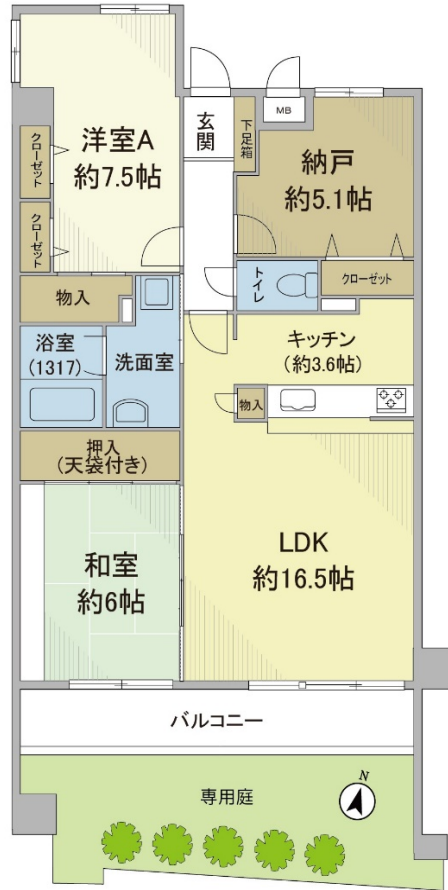 洋室A
約7.5帖
クローゼット
クローゼット
玄関
下足箱
MB
納戸
約5.1帖
物入
トイレ
クローゼット
浴室
(1317)
洗面室
キッチン
(約3.6帖)
物入
押入
(天袋付き)
和室
約6帖
LDK
約16.5帖
バルコニー
専用庭
N